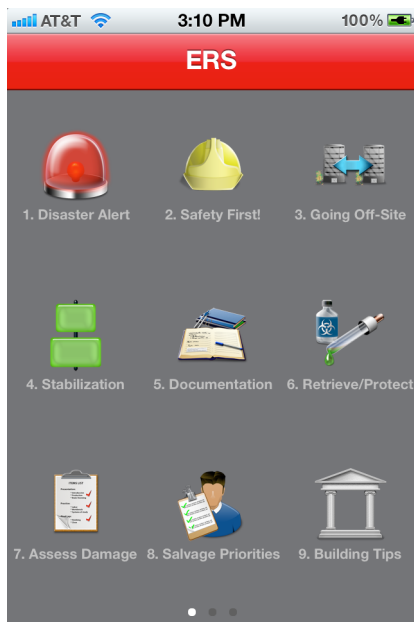 AT&T 3:10 PM 100%
ERS
1. Disaster Alert 2. Safety First! 3. Going Off-Site
4. Stabilization 5. Documentation 6. Retrieve/Protect
7. Assess Damage 8. Salvage Priorities 9. Building Tips